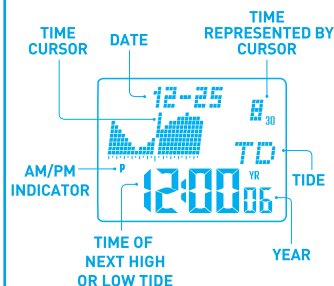 TIME
CURSOR
DATE
TIME
REPRESENTED BY
CURSOR
12-25
8 30
TD
TIDE
AM/PM
INDICATOR
P
YR
12:00 06
TIME OF
NEXT HIGH
OR LOW TIDE
YEAR